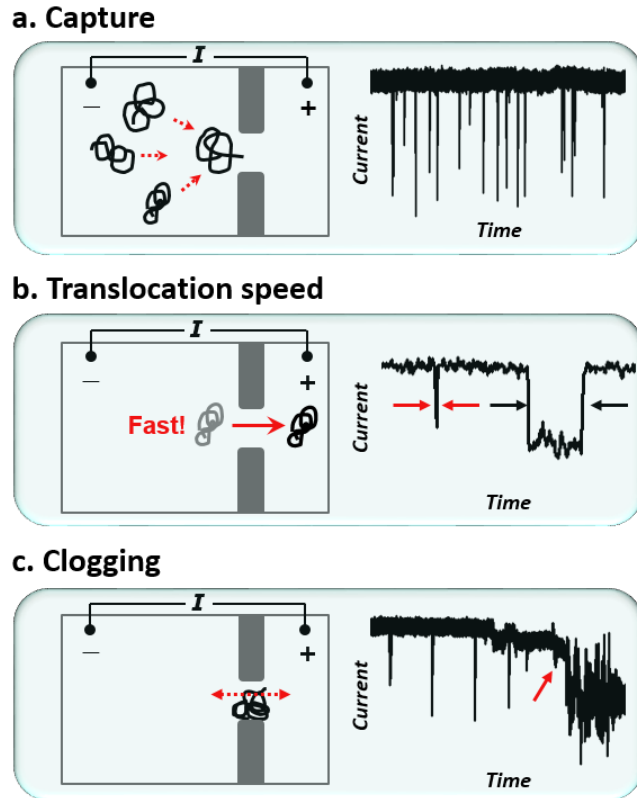 a. Capture
I
− +
Current
Time
b. Translocation speed
I
− +
Fast!
Current
Time
c. Clogging
I
− +
Current
Time